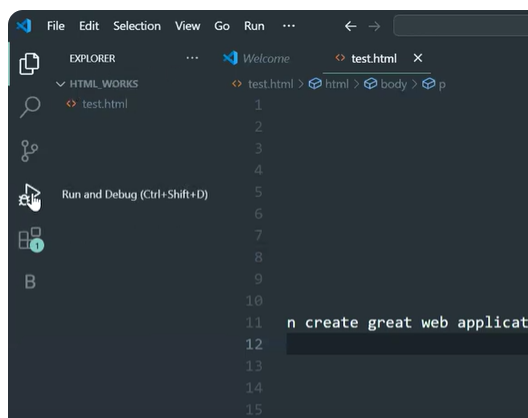 File Edit Selection View Go Run ···
EXPLORER ···
Welcome
test.html
HTML_WORKS
test.html > html > body > p
test.html
1
2
3
4
5
Run and Debug (Ctrl+Shift+D)
6
7
8
1
9
B
10
11 n create great web applicat
12
13
14
15